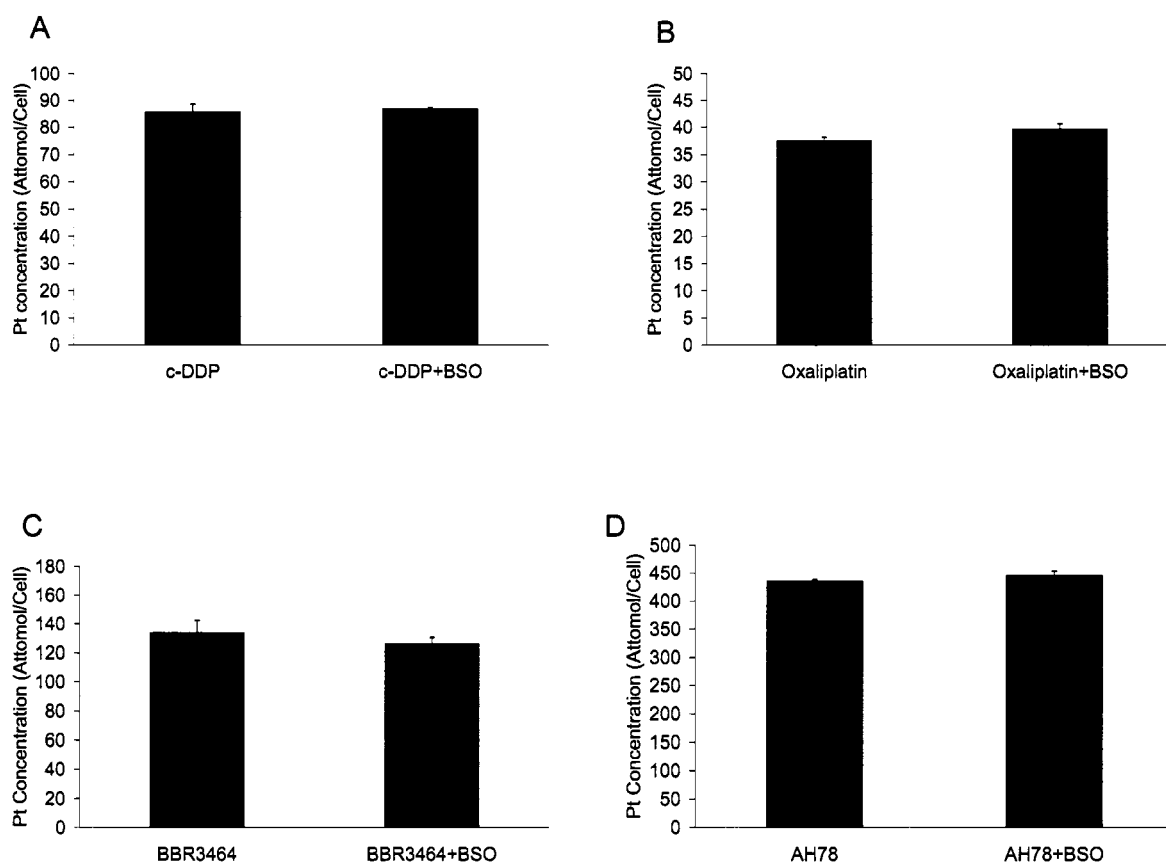 A
Pt concentration (Attomol/Cell)
100
90
80
70
60
50
40
30
20
10
0
c-DDP
c-DDP+BSO
B
Pt concentration (Attomol/cell)
50
45
40
35
30
25
20
15
10
5
0
Oxaliplatin
Oxaliplatin+BSO
C
Pt Concentration (Attomol/Cell)
180
160
140
120
100
80
60
40
20
0
BBR3464
BBR3464+BSO
D
Pt Concentration (Attomol/Cell)
500
450
400
350
300
250
200
150
100
50
0
AH78
AH78+BSO